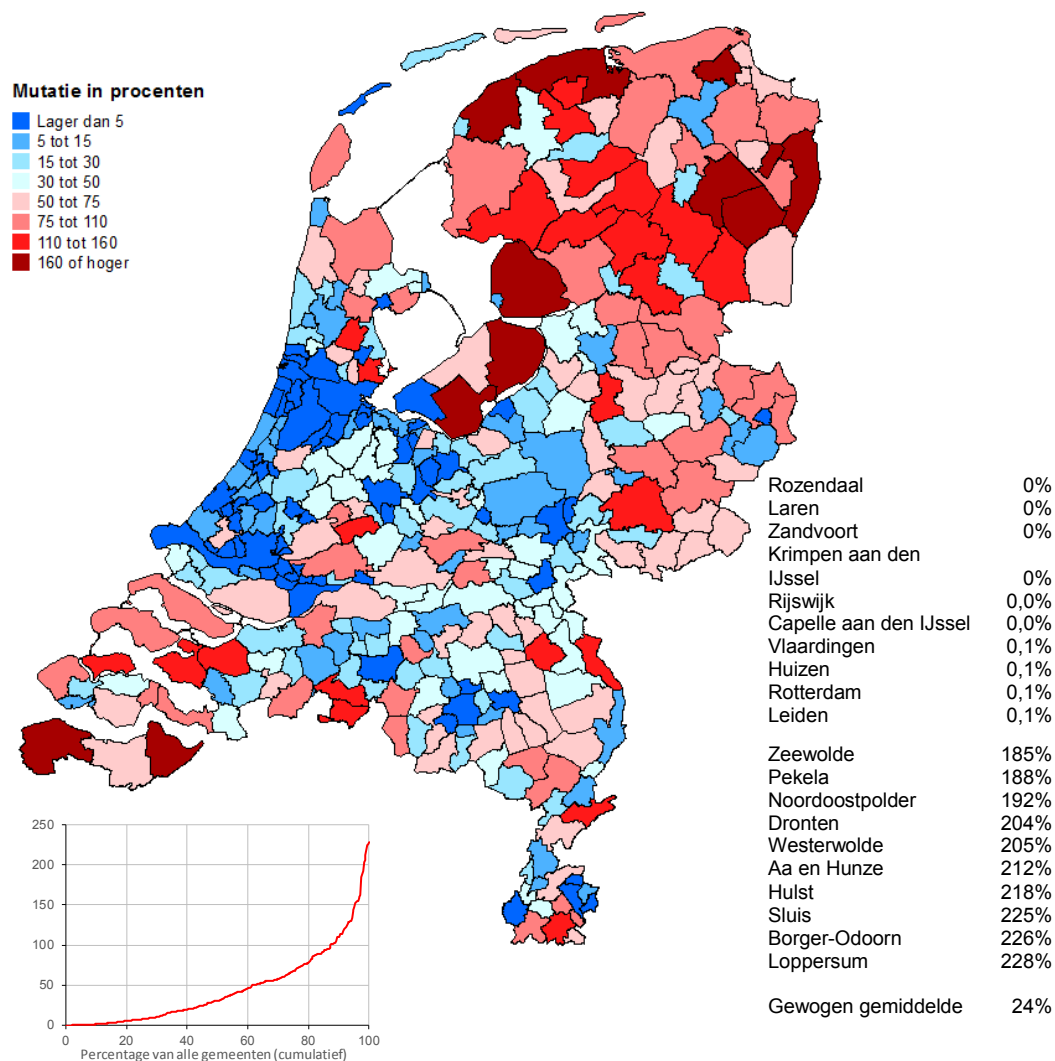 Mutatie in procenten
Lager dan 5
5 tot 15
15 tot 30
30 tot 50
50 tot 75
75 tot 110
110 tot 160
160 of hoger
Rozendaal 0%
Laren 0%
Zandvoort 0%
Krimpen aan den
IJssel 0%
Rijswijk 0,0%
Capelle aan den IJssel 0,0%
Vlaardingen 0,1%
Huizen 0,1%
Rotterdam 0,1%
Leiden 0,1%
Zeewolde 185%
Pekela 188%
Noordoostpolder 192%
Dronten 204%
Westerwolde 205%
Aa en Hunze 212%
Hulst 218%
Sluis 225%
Borger-Odoorn 226%
Loppersum 228%
Gewogen gemiddelde 24%
250
200
150
100
50
0
0 20 40 60 80 100
Percentage van alle gemeenten (cumulatief)